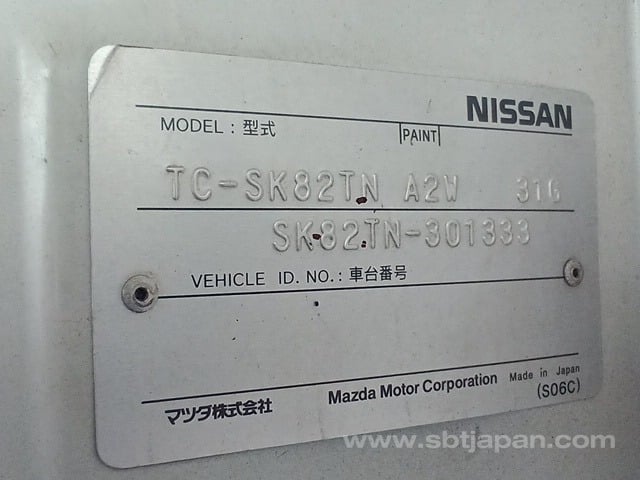 NISSAN
MODEL : 型式 PAINT
TC-SK82TN A2W 316
SK82TN-301333
VEHICLE ID. NO. : 車台番号
マツダ株式会社 Mazda Motor Corporation Made in Japan
(S06C)
www.sbtjapan.com